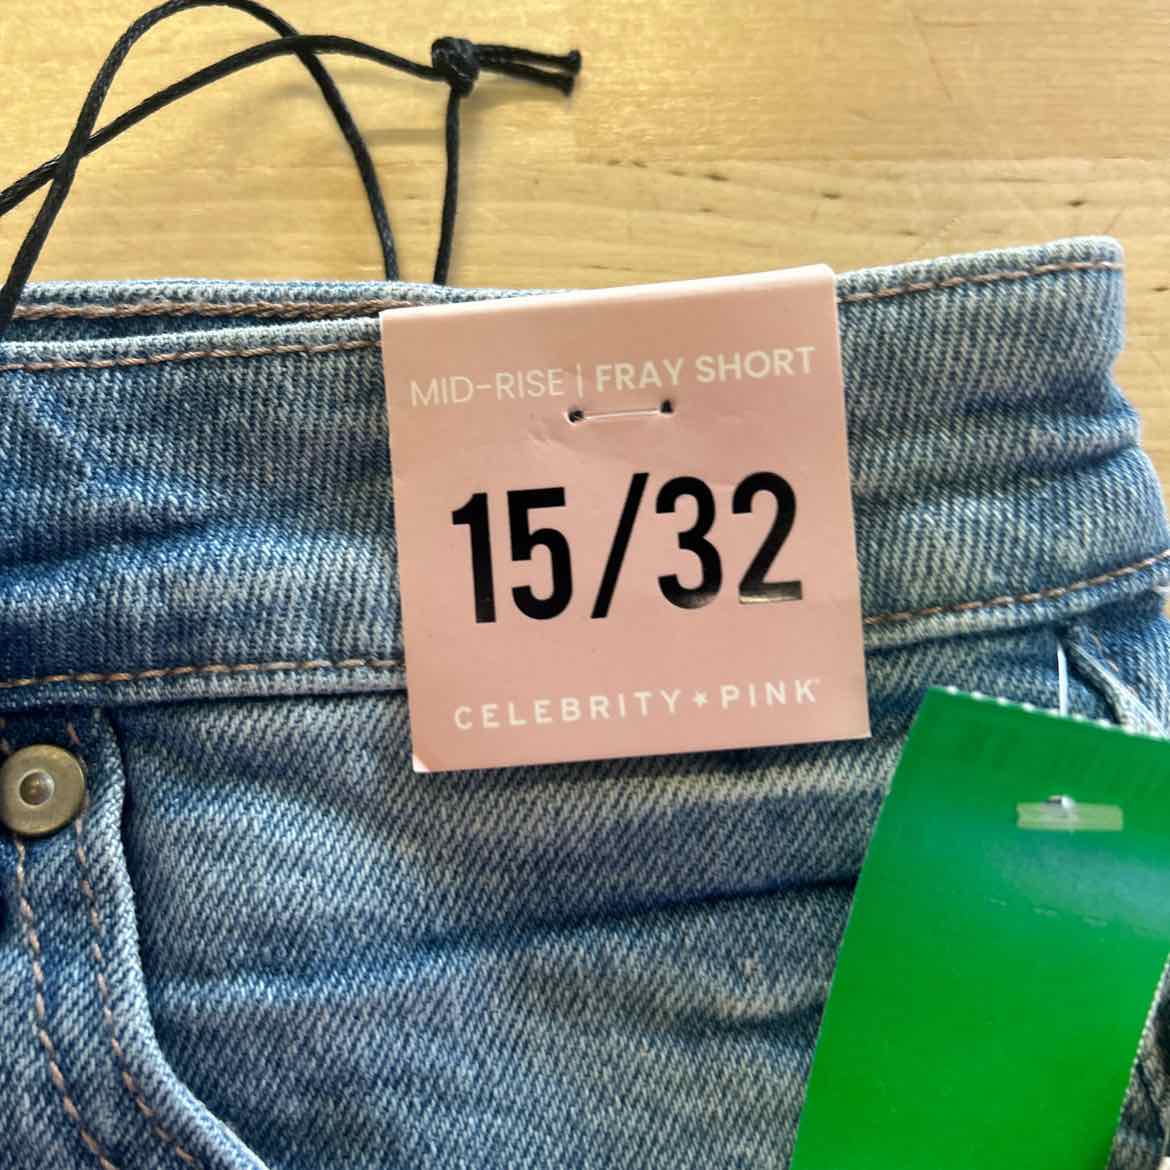 MID-RISE | FRAY SHORT
15/32
CELEBRITY★PINK